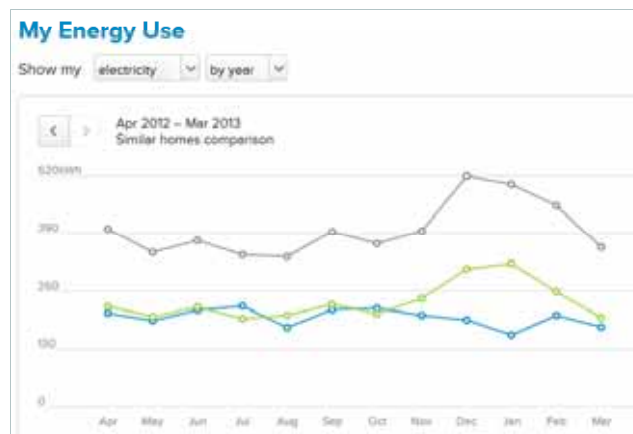 My Energy Use
Show my electricity by year
Apr 2012 – Mar 2013
Similar homes comparison
520kWh
390
260
130
0
Apr May Jun Jul Aug Sep Oct Nov Dec Jan Feb Mar